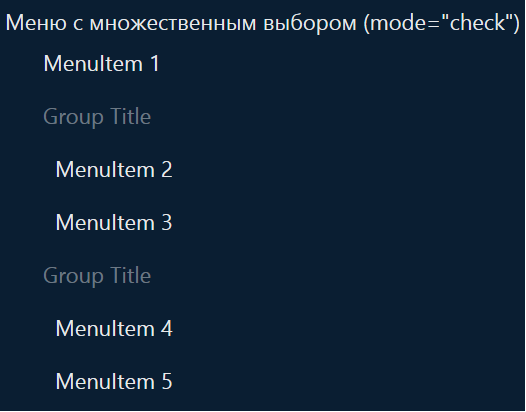 Меню с множественным выбором (mode="check")
MenuItem 1
Group Title
MenuItem 2
MenuItem 3
Group Title
MenuItem 4
MenuItem 5